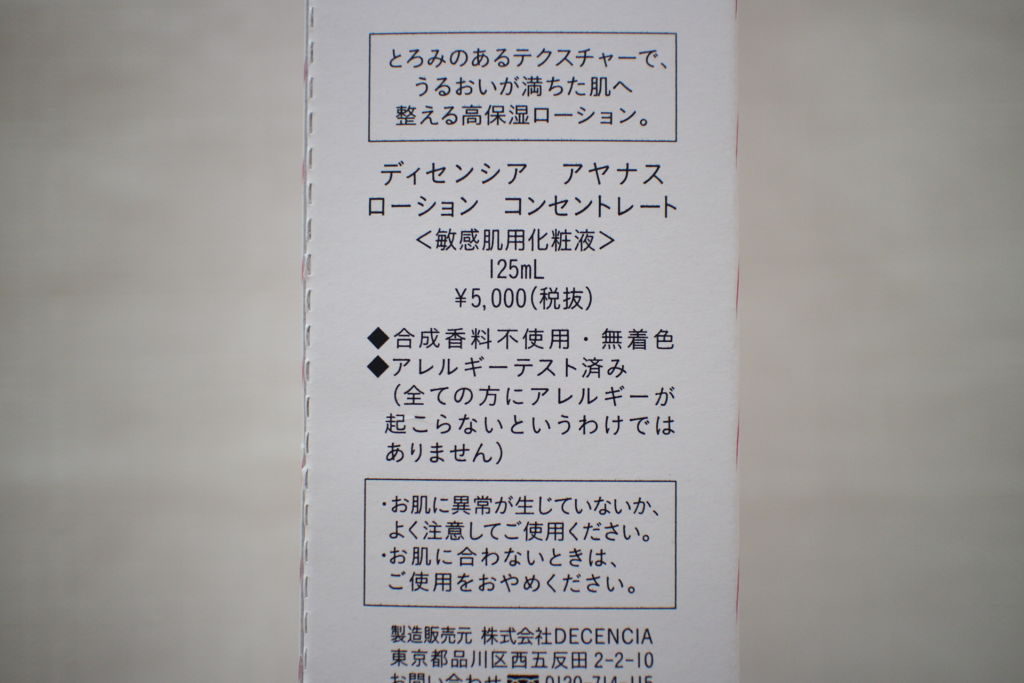 とろみのあるテクスチャーで、
うるおいが満ちた肌へ
整える高保湿ローション。
ディセンシア　アヤナス
ローション　コンセントレート
＜敏感肌用化粧液＞
125mL
¥5,000(税抜)
◆合成香料不使用・無着色
◆アレルギーテスト済み
(全ての方にアレルギーが
起こらないというわけでは
ありません)
・お肌に異常が生じていないか、
よく注意してご使用ください。
・お肌に合わないときは、
ご使用をおやめください。
製造販売元 株式会社DECENCIA
東京都品川区西五反田2-2-10
お問い合わせ 0120-714-115